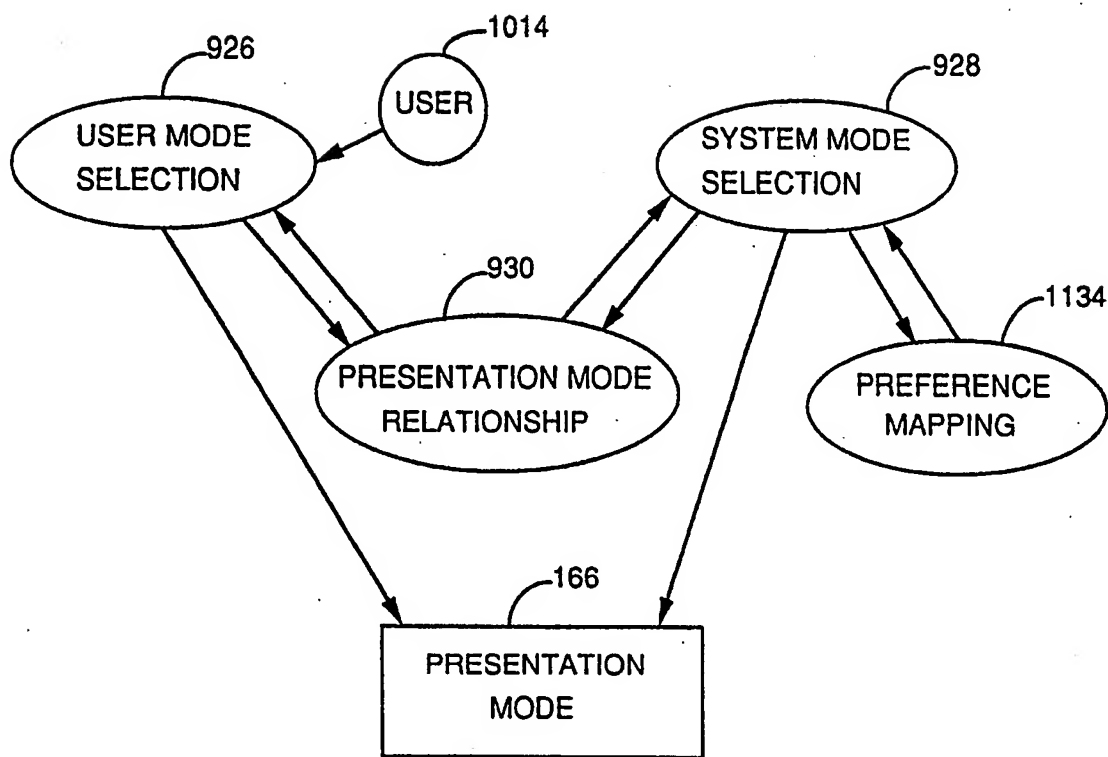 1014
926
USER
928
USER MODE
SELECTION
SYSTEM MODE
SELECTION
930
1134
PRESENTATION MODE
RELATIONSHIP
PREFERENCE
MAPPING
166
PRESENTATION
MODE